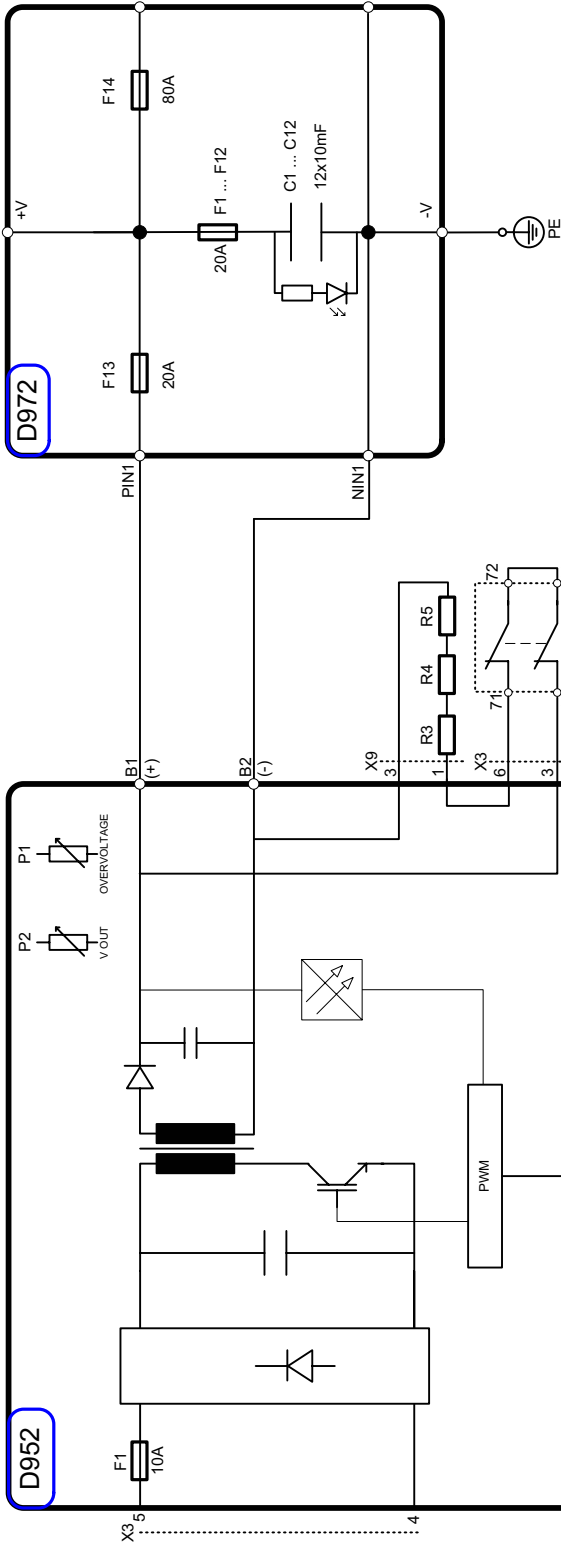 D952
X3
5
4
F1
10A
P2
V OUT
P1
OVERVOLTAGE
PWM
B1
(+)
B2
(-)
X9
3
1
X3
6
3
R3
R4
R5
71
72
D972
PIN1
NIN1
F13
20A
+V
F1 ... F12
20A
C1 ... C12
12x10mF
F14
80A
-V
PE